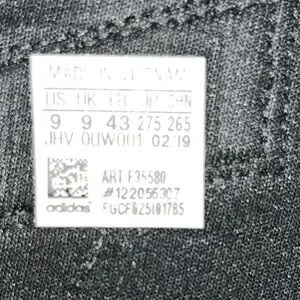 MADE IN VIETNAM
US UK FR JP CHN
9 9 43 275 265
JHV 0UW001 02.19
ART F35580
#122056307
adidas